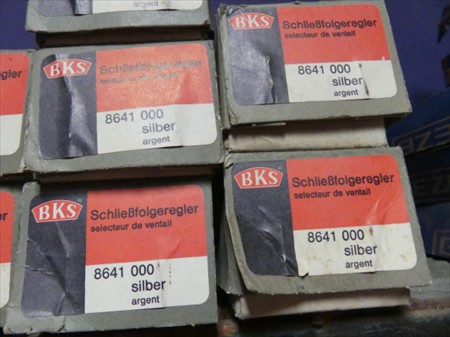 BKS
Schließfolgeregler
selecteur de ventail
8641 000
silber
argent
BKS
Schließfolgeregler
selecteur de ventail
8641 000
silber
argent
BKS
Schließfolgeregler
selecteur de ventail
8641 000
silber
argent
BKS
Schließfolgeregler
selecteur de ventail
8641 000
silber
argent